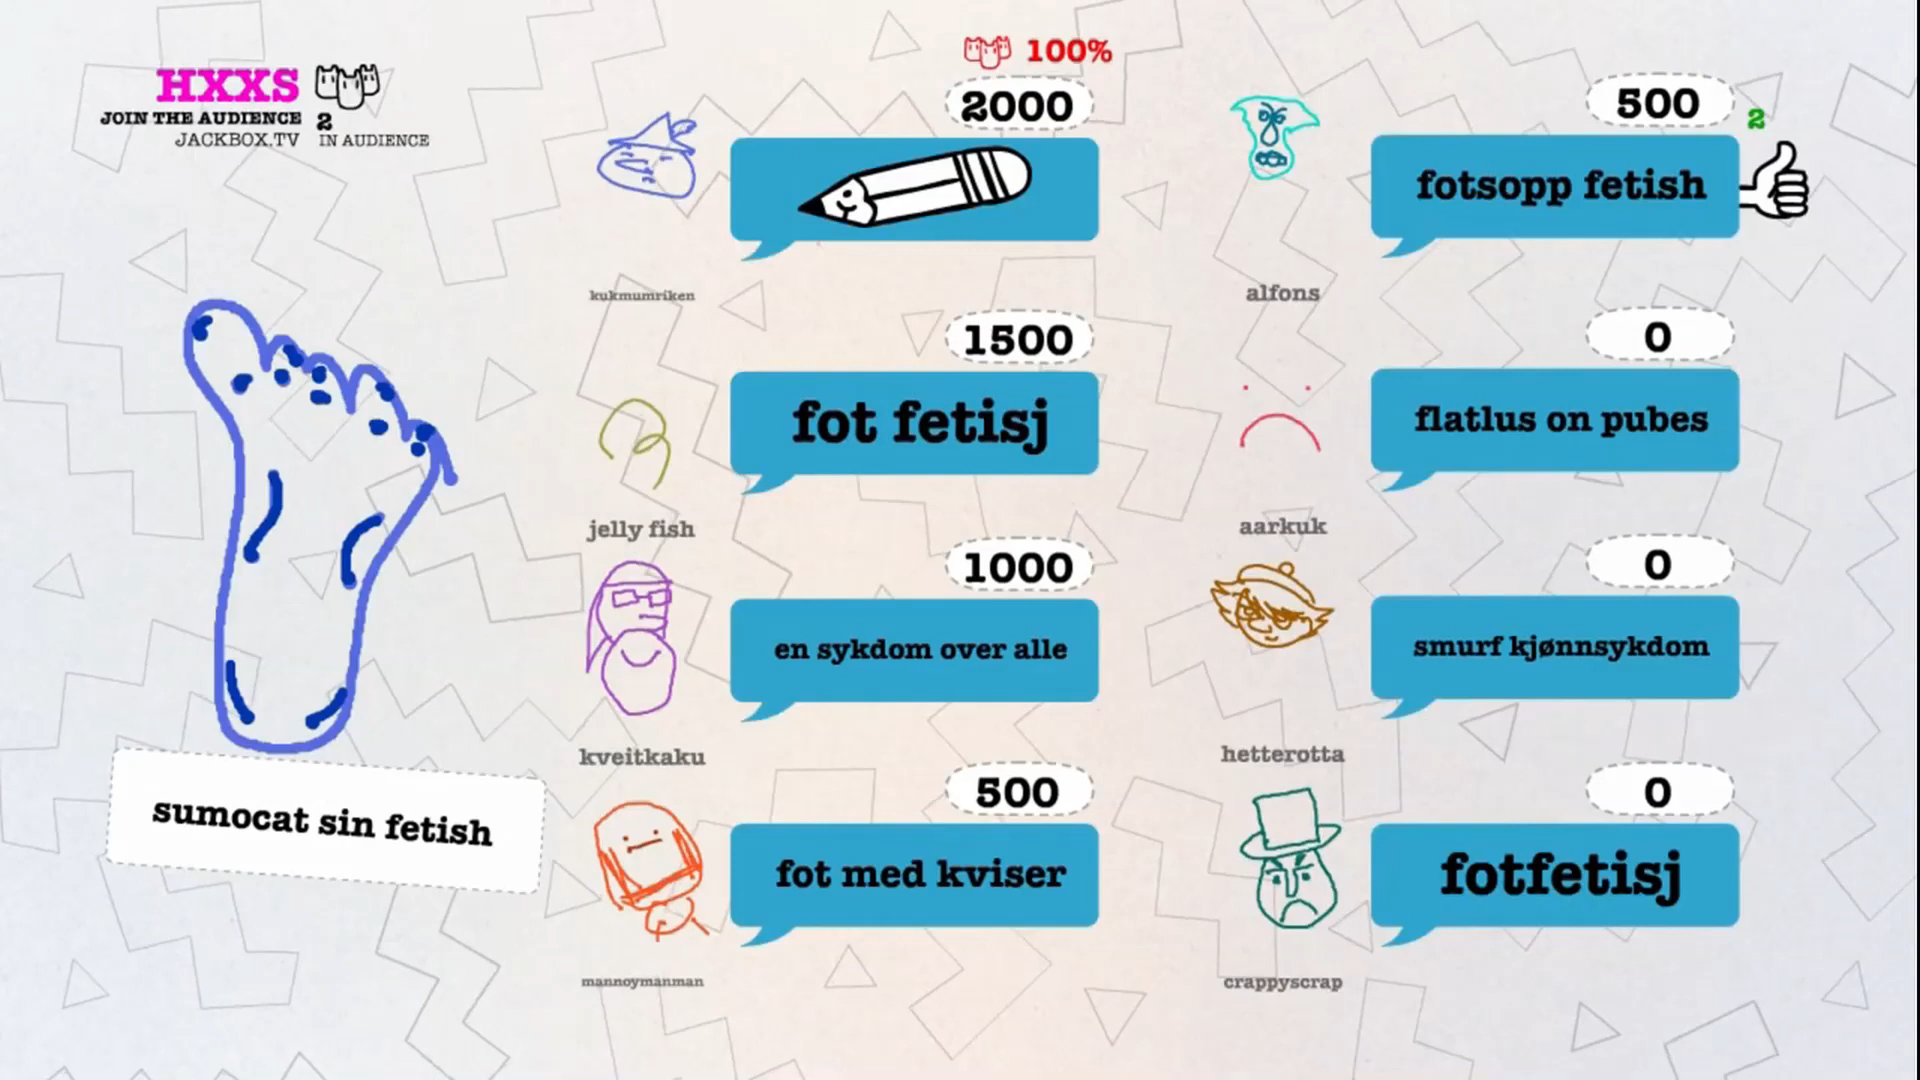 HXXS
JOIN THE AUDIENCE
JACKBOX.TV
2
IN AUDIENCE
sumocat sin fetish
100%
2000
kukmumriken
1500
fot fetisj
jelly fish
1000
en sykdom over alle
kveitkaku
500
fot med kviser
mannoymanman
500
2
fotsopp fetish
alfons
0
flatlus on pubes
aarkuk
0
smurf kjønnsykdom
hetterotta
0
fotfetisj
crappyscrap